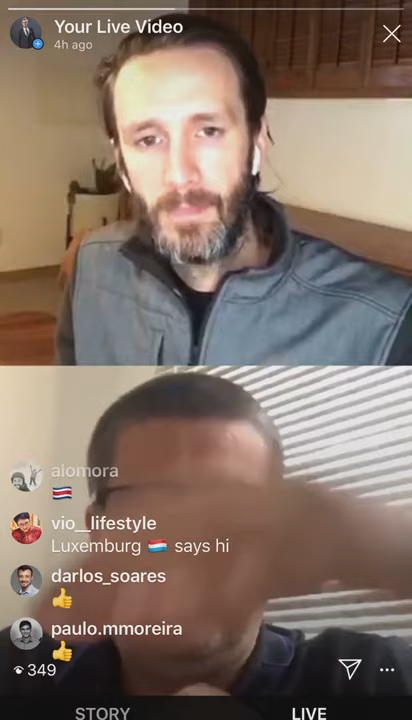 Your Live Video
4h ago
alomora
🇨🇷
vio__lifestyle
Luxemburg 🇱🇺 says hi
darlos_soares
👍
paulo.mmoreira
👍
349
STORY LIVE